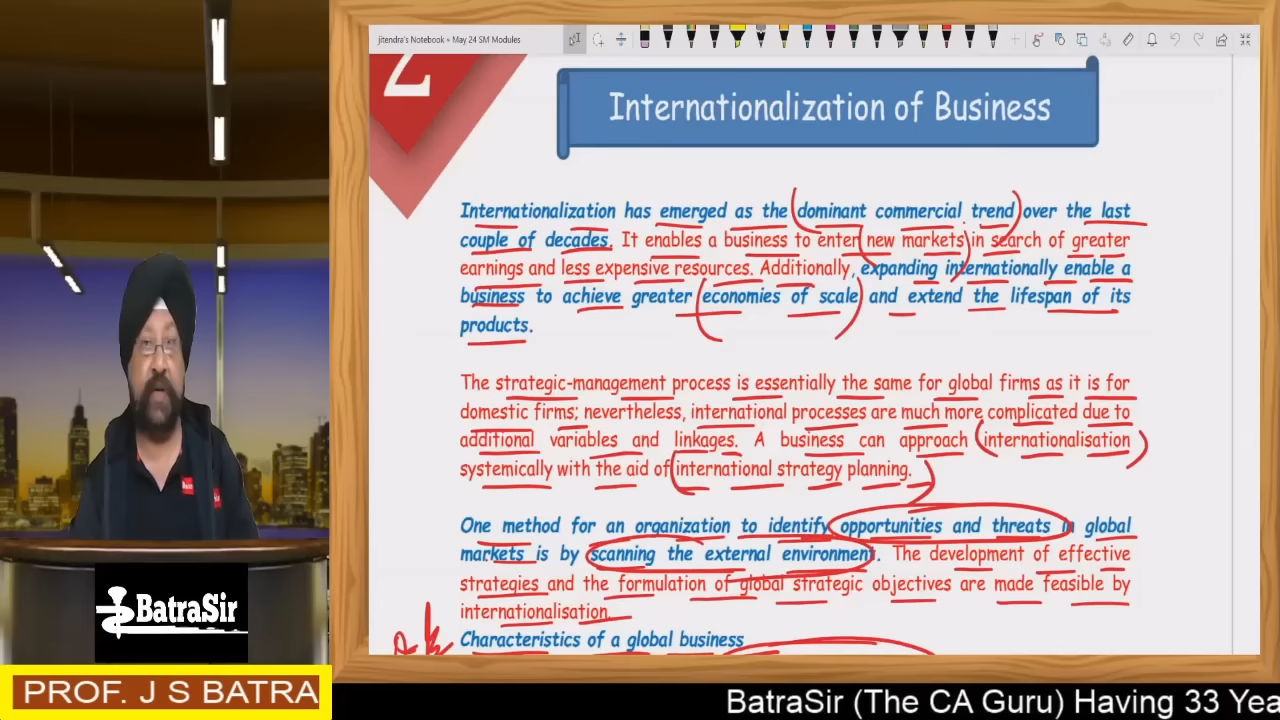 jitendra's Notebook » May 24 SM Modules
2
Internationalization of Business
Internationalization has emerged as the dominant commercial trend over the last
couple of decades. It enables a business to enter new markets in search of greater
earnings and less expensive resources. Additionally, expanding internationally enable a
business to achieve greater economies of scale and extend the lifespan of its
products.
The strategic-management process is essentially the same for global firms as it is for
domestic firms; nevertheless, international processes are much more complicated due to
additional variables and linkages. A business can approach internationalisation
systemically with the aid of international strategy planning.
One method for an organization to identify opportunities and threats in global
markets is by scanning the external environment. The development of effective
strategies and the formulation of global strategic objectives are made feasible by
internationalisation.
Characteristics of a global business
BatraSir
PROF. J S BATRA
BatraSir (The CA Guru) Having 33 Yea